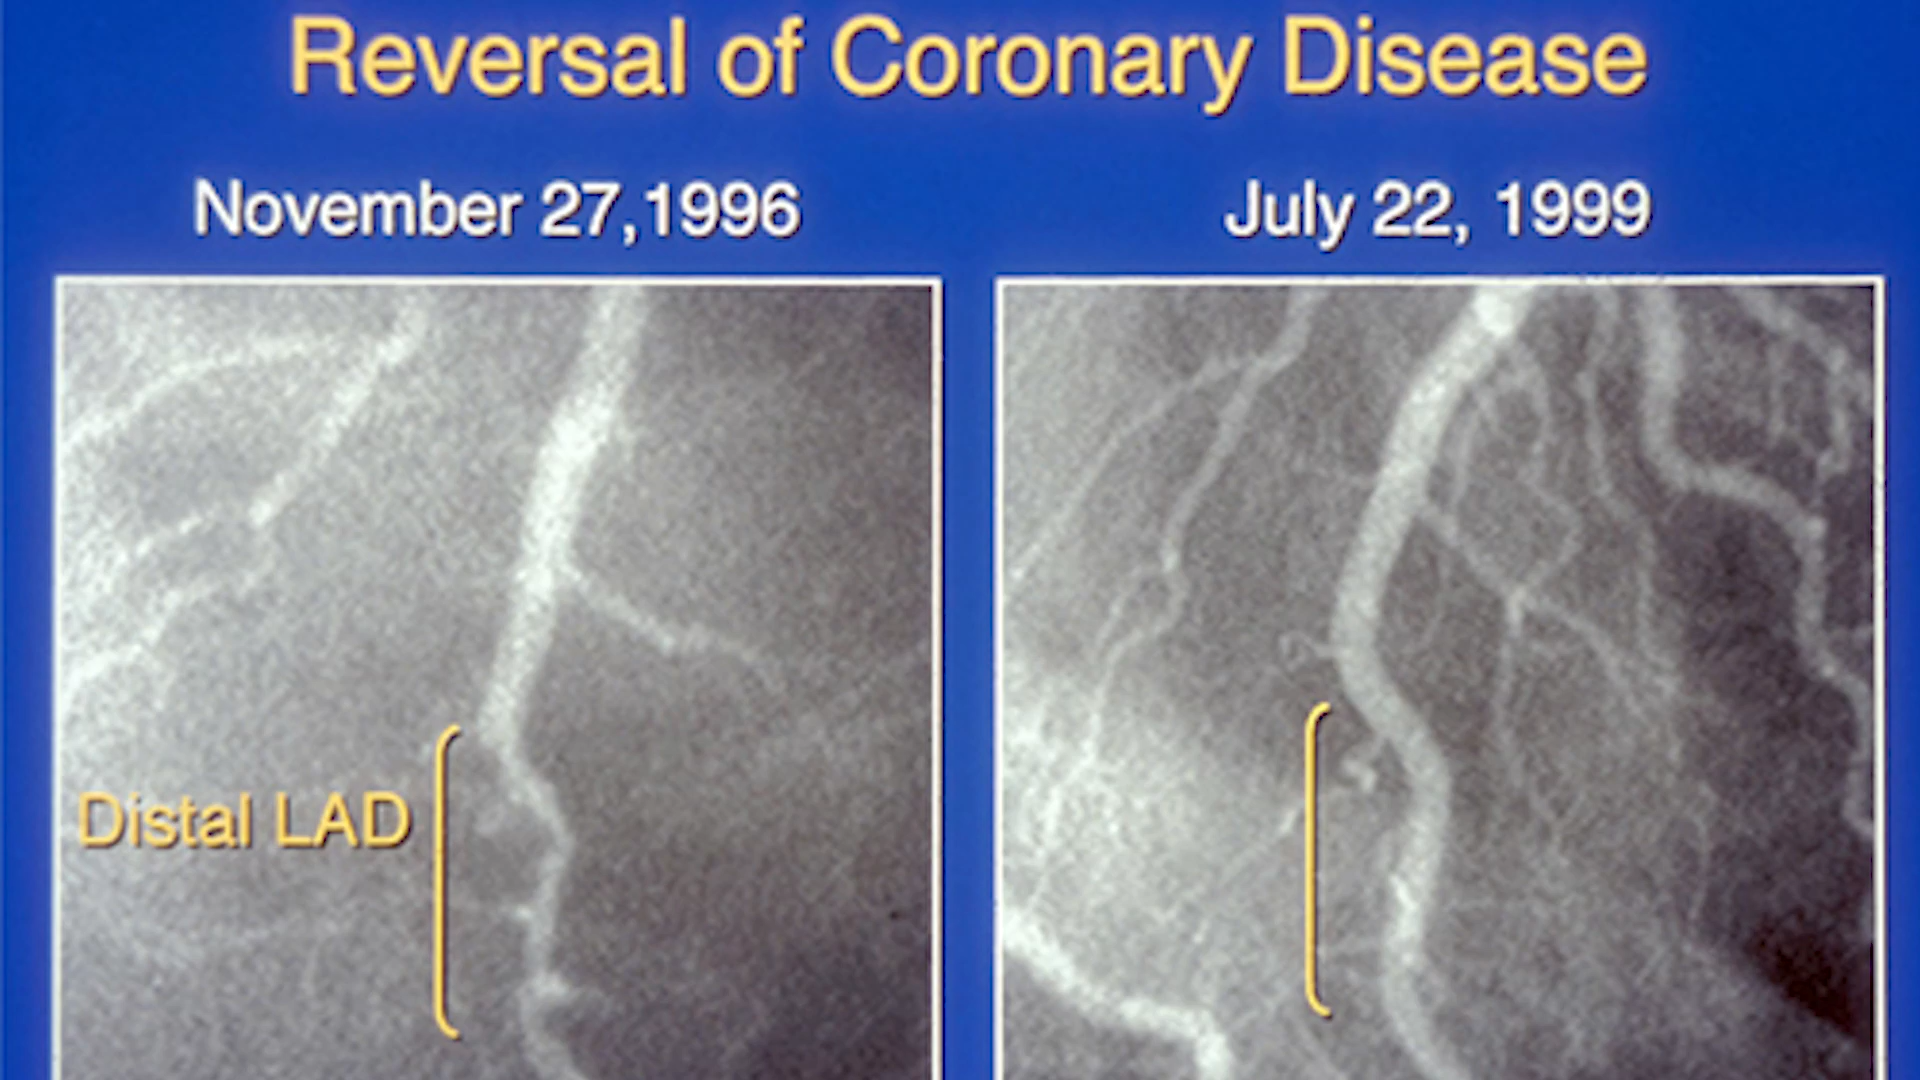 Reversal of Coronary Disease
November 27,1996
July 22, 1999
Distal LAD